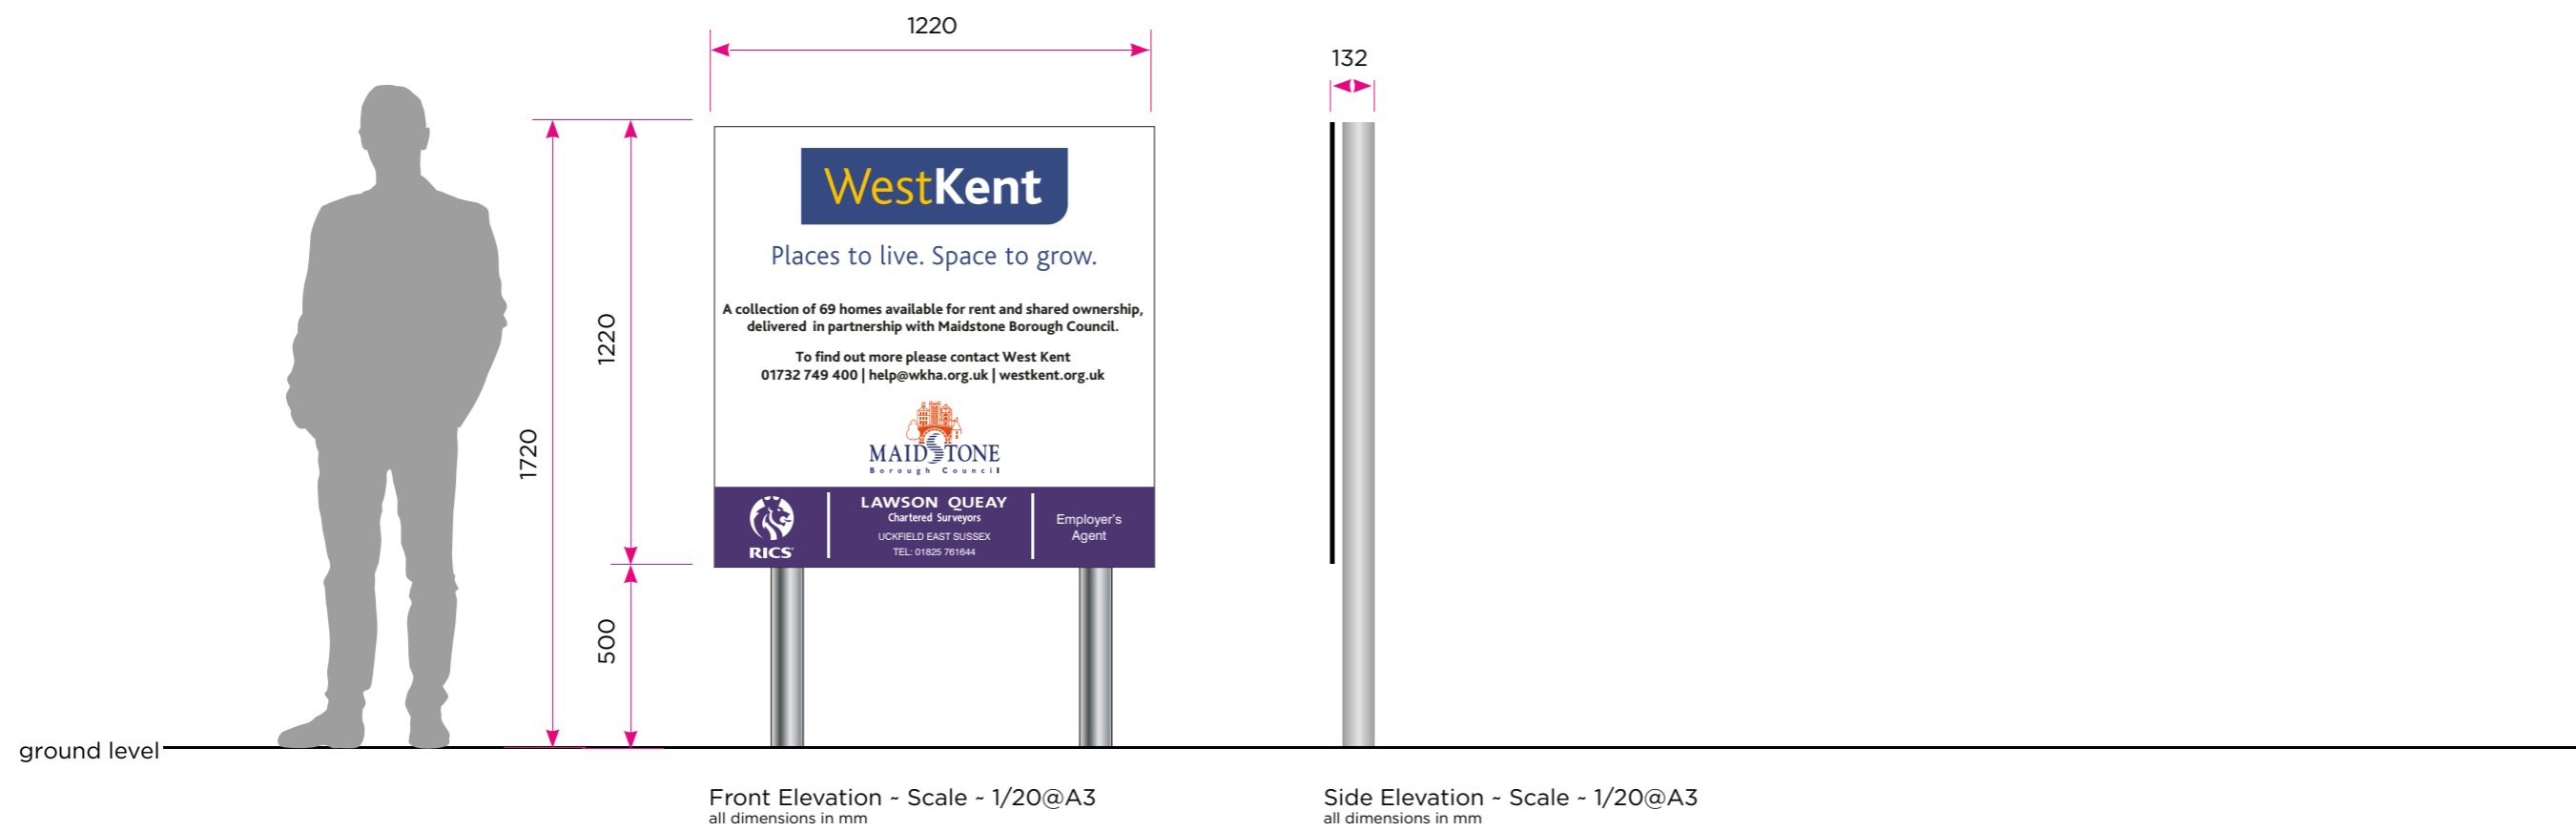 1220
132
WestKent
Places to live. Space to grow.
A collection of 69 homes available for rent and shared ownership,
delivered in partnership with Maidstone Borough Council.
To find out more please contact West Kent
01732 749 400 | help@wkha.org.uk | westkent.org.uk
MAIDSTONE
Borough Council
RICS
LAWSON QUEAY
Chartered Surveyors
UCKFIELD EAST SUSSEX
TEL: 01825 761644
Employer's
Agent
1220
1720
500
ground level
Front Elevation ~ Scale ~ 1/20@A3
all dimensions in mm
Side Elevation ~ Scale ~ 1/20@A3
all dimensions in mm